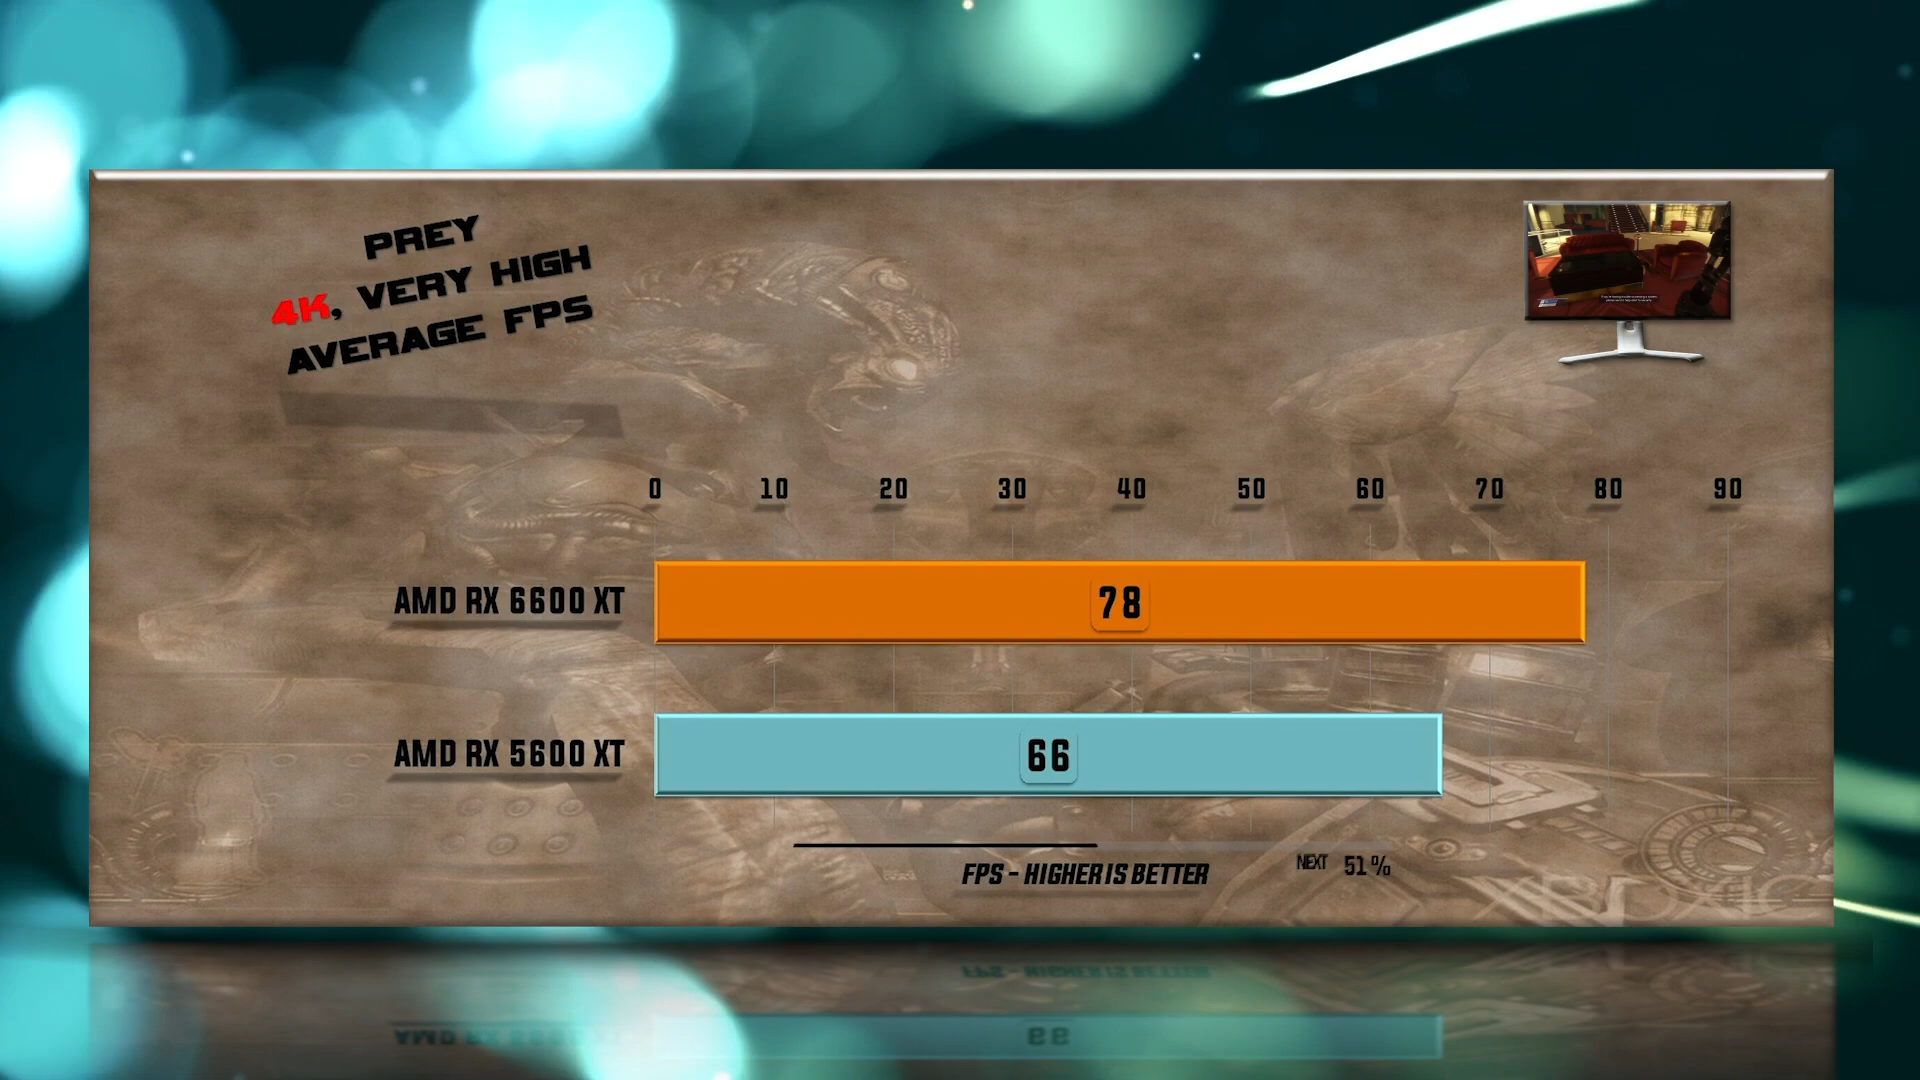 PREY
4K, VERY HIGH
AVERAGE FPS
0 10 20 30 40 50 60 70 80 90
AMD RX 6600 XT
78
AMD RX 5600 XT
66
FPS - HIGHER IS BETTER
NEXT 51 %